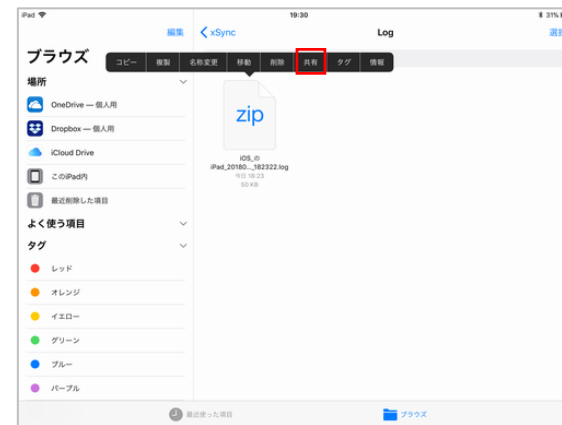 iPad 19:30 31%
編集 xSync Log 選択
ブラウズ
コピー 複製 名称変更 移動 削除 共有 タグ 情報
場所
OneDrive — 個人用
Dropbox — 個人用
iCloud Drive
このiPad内
最近削除した項目
よく使う項目
タグ
レッド
オレンジ
イエロー
グリーン
ブルー
パープル
zip
iOS_の
iPad_20180..._182322.log
今日 18:23
50 KB
最近使った項目 ブラウズ